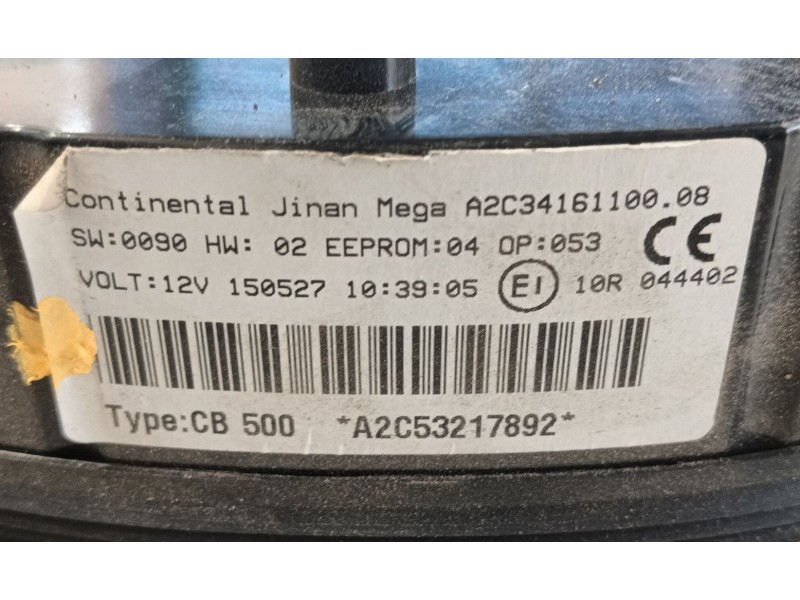 Continental Jinan Mega A2C34161100.08
SW:0090 HW: 02 EEPROM:04 OP:053 CE
VOLT:12V 150527 10:39:05 E1 10R 044402
Type:CB 500 *A2C53217892*